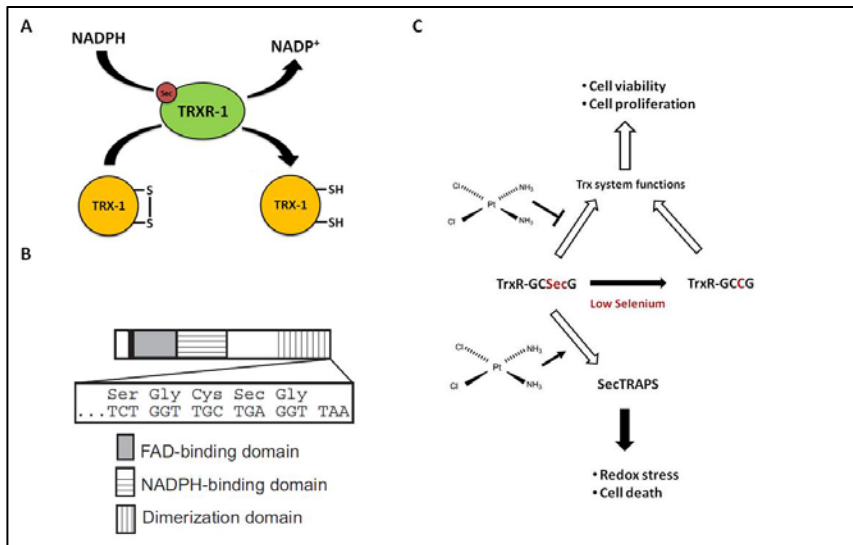 A
NADPH
NADP+
Sec
TRXR-1
TRX-1
S
S
TRX-1
SH
SH
B
Ser Gly Cys Sec Gly
...TCT GGT TGC TGA GGT TAA
FAD-binding domain
NADPH-binding domain
Dimerization domain
C
• Cell viability
• Cell proliferation
Trx system functions
Cl
NH3
Pt
Cl
NH3
TrxR-GCSecG
TrxR-GCCG
Low Selenium
Cl
NH3
Pt
Cl
NH3
SecTRAPS
• Redox stress
• Cell death